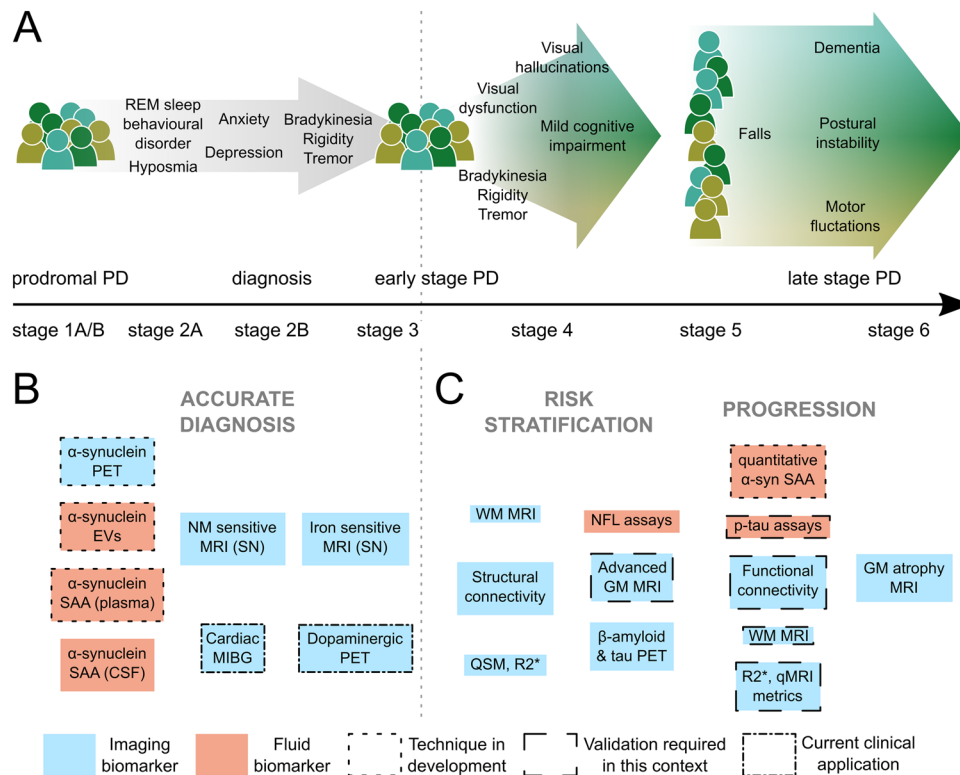 A
REM sleep
behavioural
disorder
Hyposmia
Anxiety
Depression
Bradykinesia
Rigidity
Tremor
Visual
hallucinations
Visual
dysfunction
Mild cognitive
impairment
Bradykinesia
Rigidity
Tremor
Falls
Dementia
Postural
instability
Motor
fluctations
prodromal PD
diagnosis
early stage PD
late stage PD
stage 1A/B
stage 2A
stage 2B
stage 3
stage 4
stage 5
stage 6
B
ACCURATE
DIAGNOSIS
α-synuclein
PET
α-synuclein
EVs
α-synuclein
SAA (plasma)
α-synuclein
SAA (CSF)
NM sensitive
MRI (SN)
Iron sensitive
MRI (SN)
Cardiac
MIBG
Dopaminergic
PET
C
RISK
STRATIFICATION
WM MRI
Structural
connectivity
QSM, R2*
NFL assays
Advanced
GM MRI
β-amyloid
& tau PET
PROGRESSION
quantitative
α-syn SAA
p-tau assays
Functional
connectivity
WM MRI
R2*, qMRI
metrics
GM atrophy
MRI
Imaging
biomarker
Fluid
biomarker
Technique in
development
Validation required
in this context
Current clinical
application